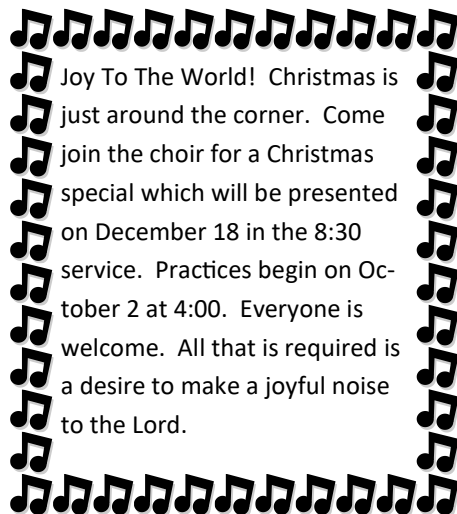 Joy To The World!  Christmas is
just around the corner.  Come
join the choir for a Christmas
special which will be presented
on December 18 in the 8:30
service.  Practices begin on Oc-
tober 2 at 4:00.  Everyone is
welcome.  All that is required is
a desire to make a joyful noise
to the Lord.